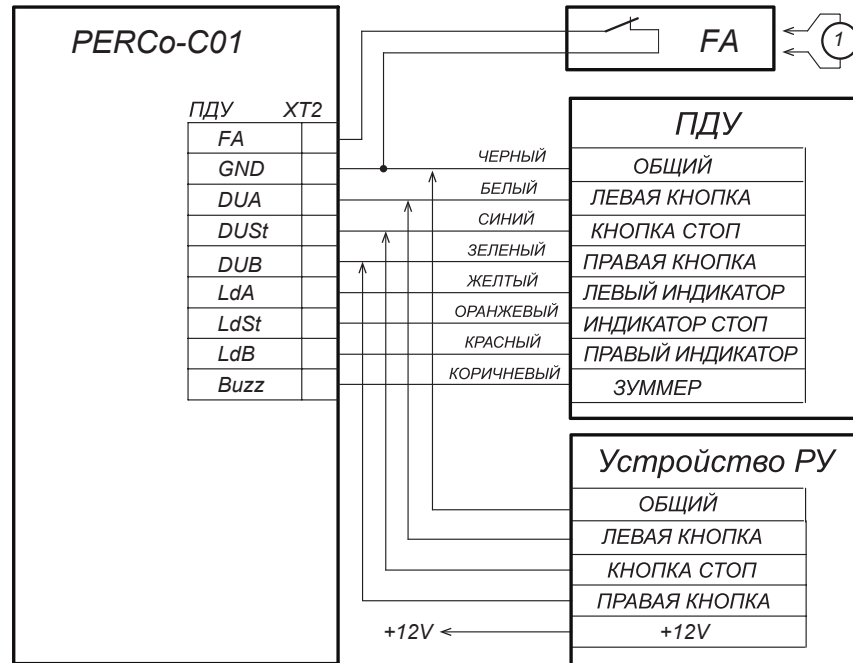 PERCo-C01
FA
1
ПДУ XT2
FA
GND
DUA
DUSt
DUB
LdA
LdSt
LdB
Buzz
ЧЕРНЫЙ
БЕЛЫЙ
СИНИЙ
ЗЕЛЕНЫЙ
ЖЕЛТЫЙ
ОРАНЖЕВЫЙ
КРАСНЫЙ
КОРИЧНЕВЫЙ
ПДУ
ОБЩИЙ
ЛЕВАЯ КНОПКА
КНОПКА СТОП
ПРАВАЯ КНОПКА
ЛЕВЫЙ ИНДИКАТОР
ИНДИКАТОР СТОП
ПРАВЫЙ ИНДИКАТОР
ЗУММЕР
Устройство РУ
ОБЩИЙ
ЛЕВАЯ КНОПКА
КНОПКА СТОП
ПРАВАЯ КНОПКА
+12V
+12V